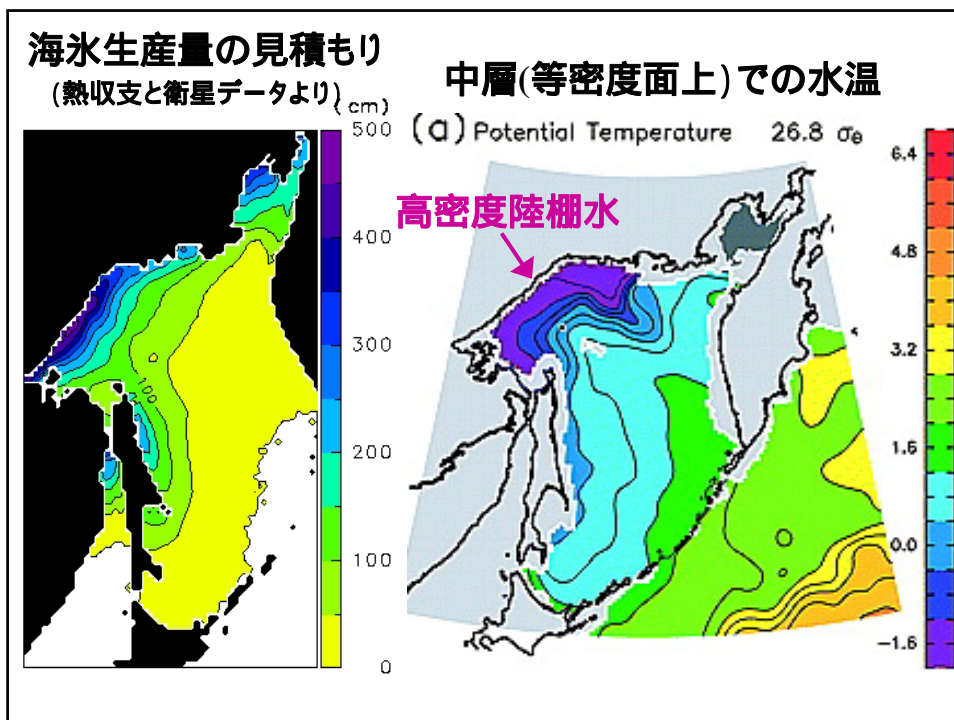 海氷生産量の見積もり
(熱収支と衛星データより)
(cm)
500
400
300
200
100
0
中層(等密度面上)での水温
(a) Potential Temperature 26.8 σθ
高密度陸棚水
6.4
4.8
3.2
1.6
0.0
-1.6